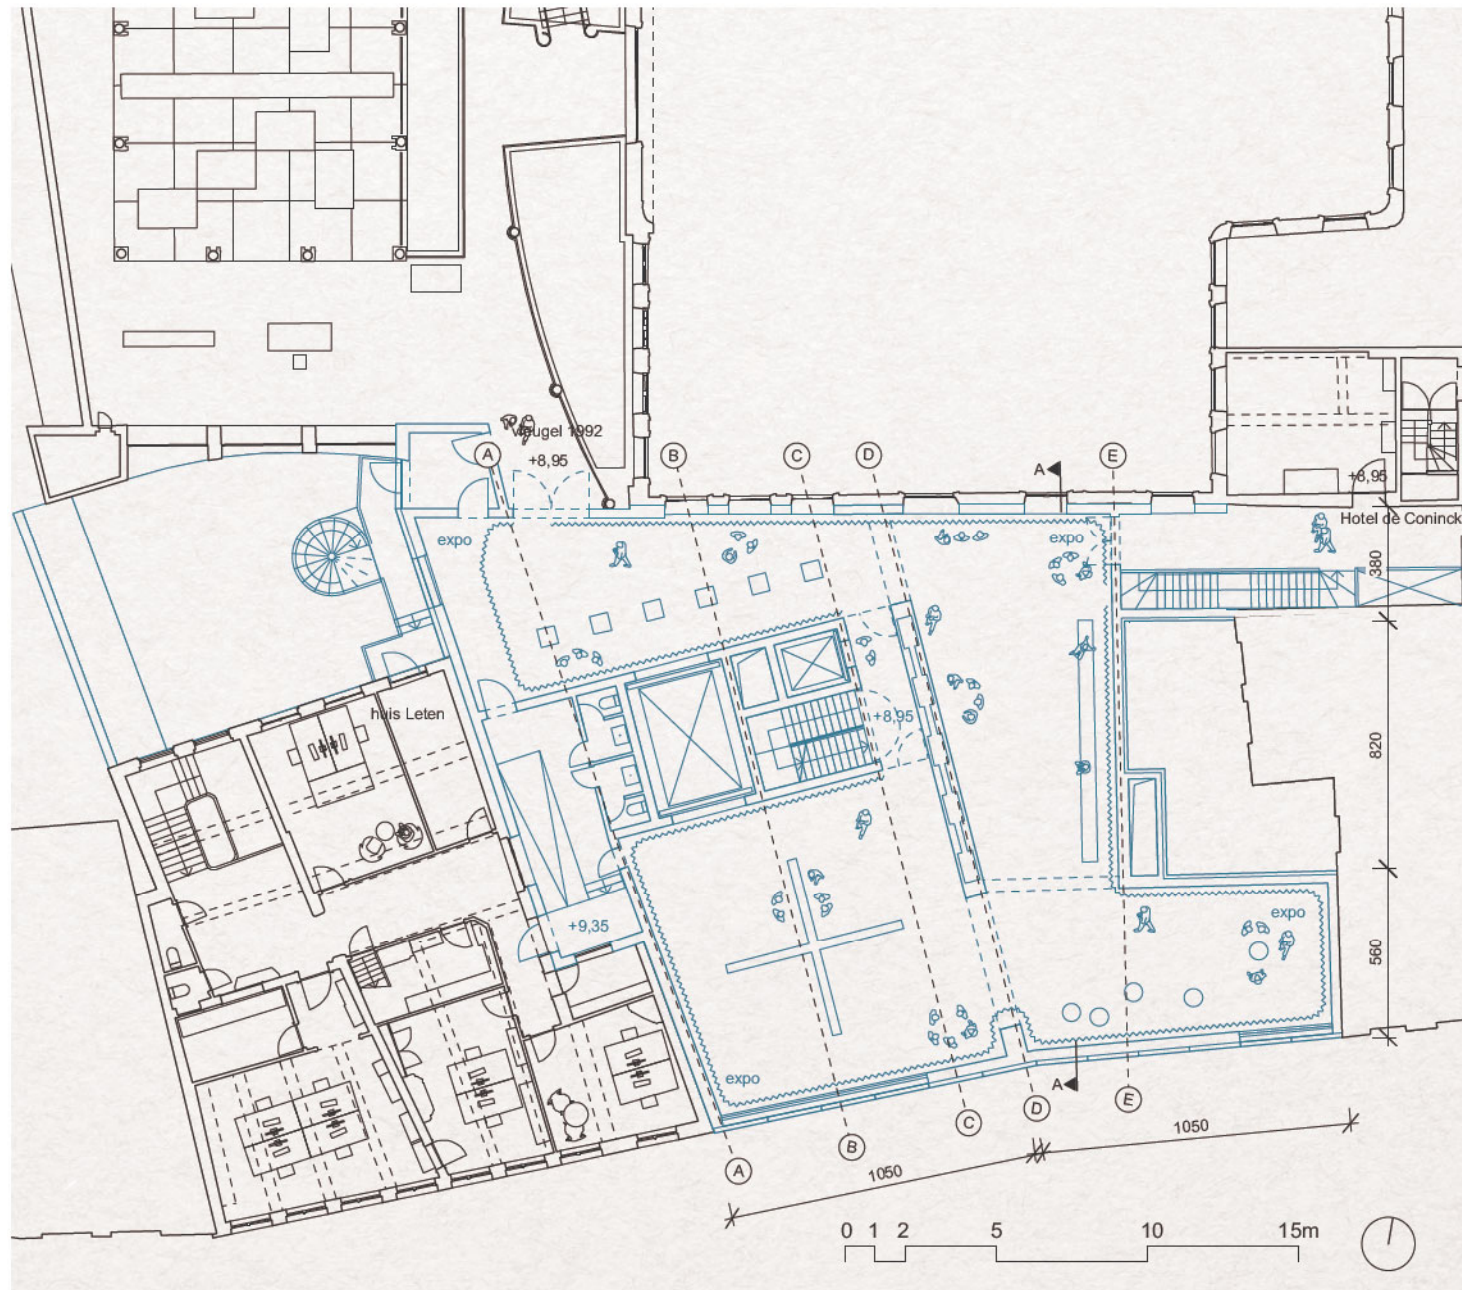 Vleugel 1992
+8,95
A
B
C
D
A
E
+8,95
Hotel de Coninck
expo
expo
380
huis Leten
+8,95
820
+9,35
expo
560
expo
A
E
D
C
B
A
1050
1050
0 1 2 5 10 15m